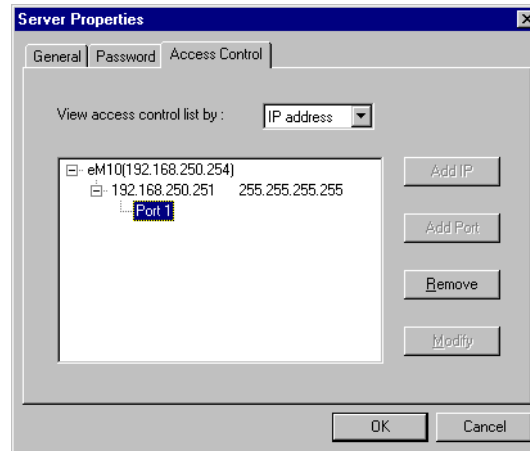 Server Properties
General Password Access Control
View access control list by : IP address
eM10(192.168.250.254)
192.168.250.251 255.255.255.255
Port 1
Add IP
Add Port
Remove
Modify
OK Cancel